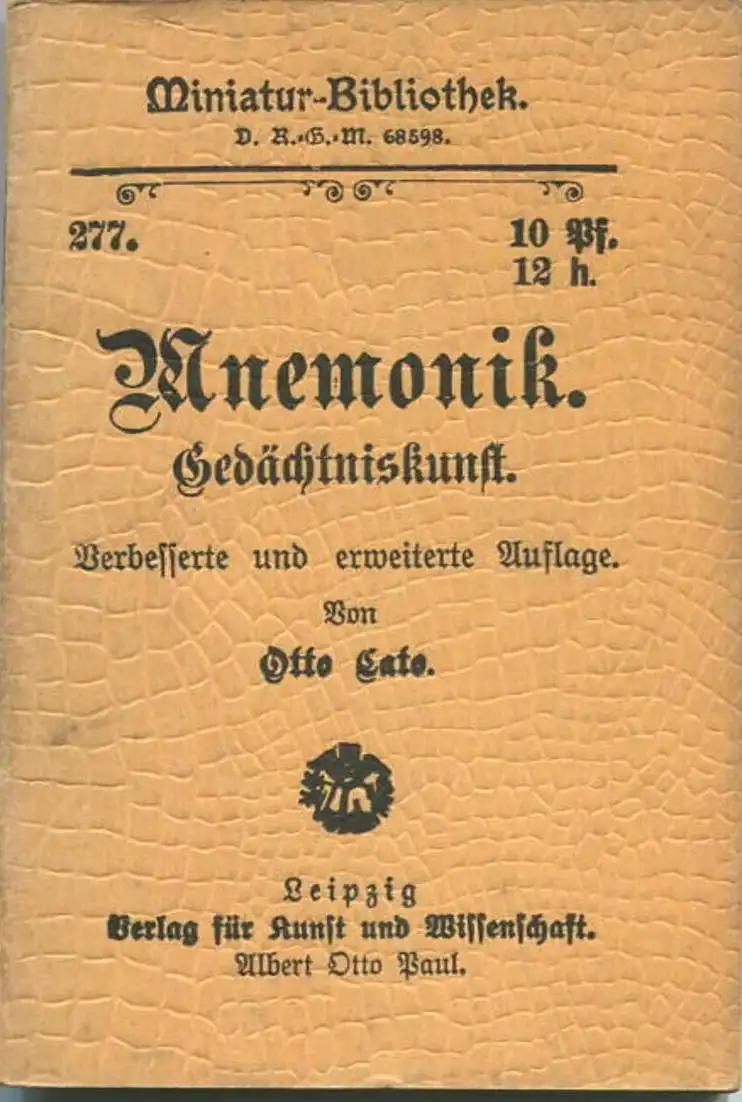 Miniatur-Bibliothek.
D. R.-G.-M. 68598.
277.
10 Pf.
12 h.
Mnemonik.
Gedächtniskunst.
Verbesserte und erweiterte Auflage.
Von
Otto Cato.
Leipzig
Verlag für Kunst und Wissenschaft.
Albert Otto Paul.